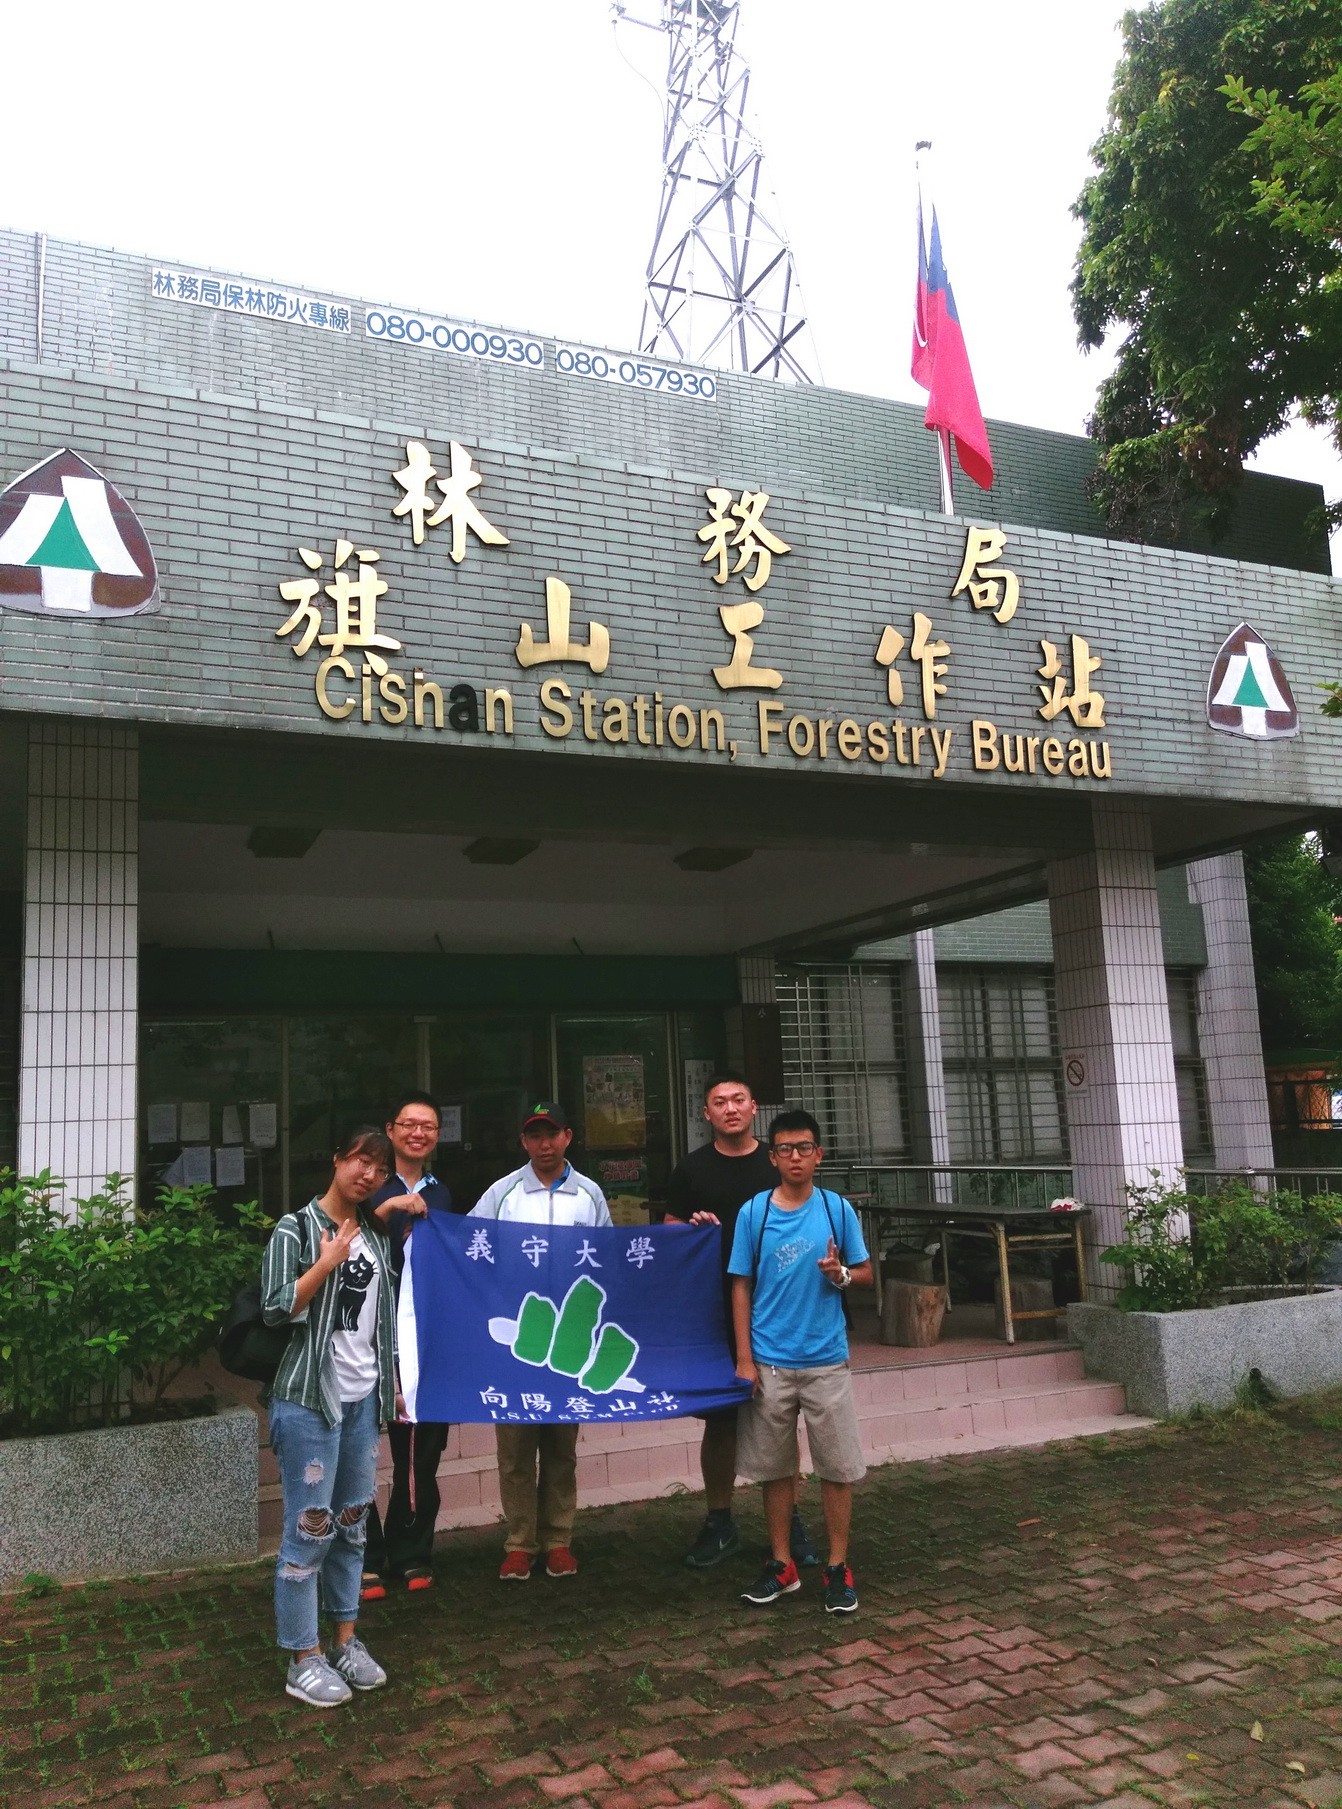 林務局保林防火專線 080-000930 080-057930
林務局
旗山工作站
Cishan Station, Forestry Bureau
義守大學
向陽登山社
I.S.U S.Y.M CLUB